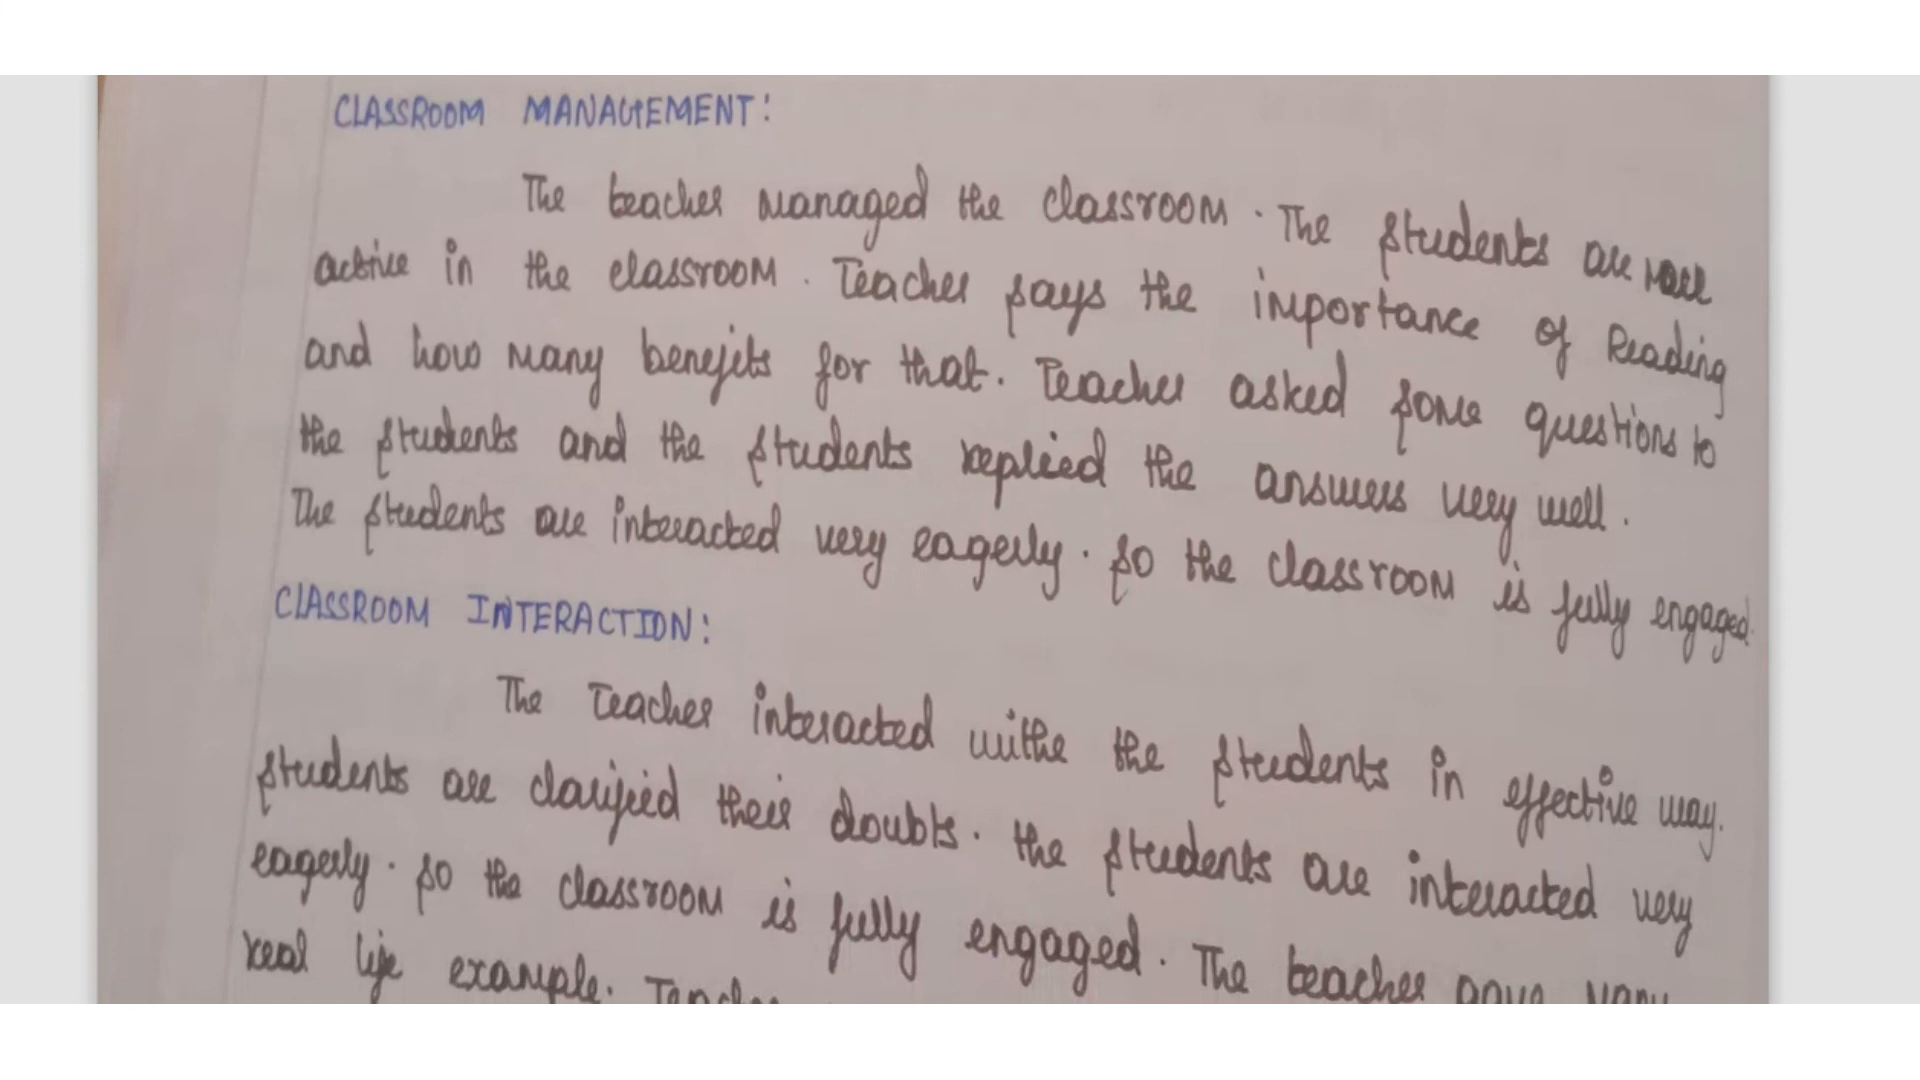 CLASSROOM MANAGEMENT:
The teacher managed the classroom. The students are more
active in the classroom. Teacher says the importance of Reading
and how many benefits for that. Teacher asked some questions to
the students and the students replied the answers very well.
The students are interacted very eagerly. so the classroom is fully engaged.
CLASSROOM INTERACTION:
The Teacher interacted withe the students in effective way.
students are clarified their doubts. the students are interacted very
eagerly. so the classroom is fully engaged. The teacher gave many
real life example. Teacher